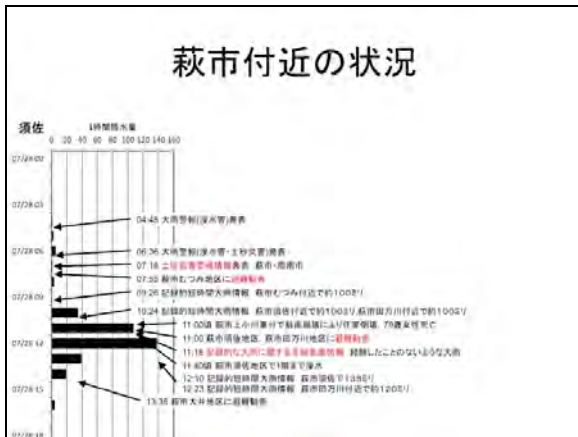 萩市付近の状況
須佐
1時間降水量
0 20 40 60 80 100 120 140 160
07/28 00
07/28 03
04:45 大雨警報(浸水害)発表
07/28 06
06:36 大雨警報(浸水害・土砂災害)発表
07:18 土砂災害警戒情報発表 萩市・周南市
07:55 萩市むつみ地区に避難勧告
07/28 09
09:26 記録的短時間大雨情報 萩市むつみ付近で約100ミリ
10:24 記録的短時間大雨情報 萩市須佐付近で約100ミリ,萩市田万川付近で約100ミリ
11:00頃 萩市上小川東分で斜面崩壊により住家倒壊、79歳女性死亡
11:00 萩市須佐地区、萩市田万川地区に避難勧告
07/28 12
11:18 記録的な大雨に関する気象情報 経験したことのないような大雨
11:40頃 萩市須佐地区で1階まで浸水
12:10 記録的短時間大雨情報 萩市須佐で138ミリ
12:23 記録的短時間大雨情報 萩市田万川付近で約120ミリ
07/28 15
13:35 萩市大井地区に避難勧告
07/28 18